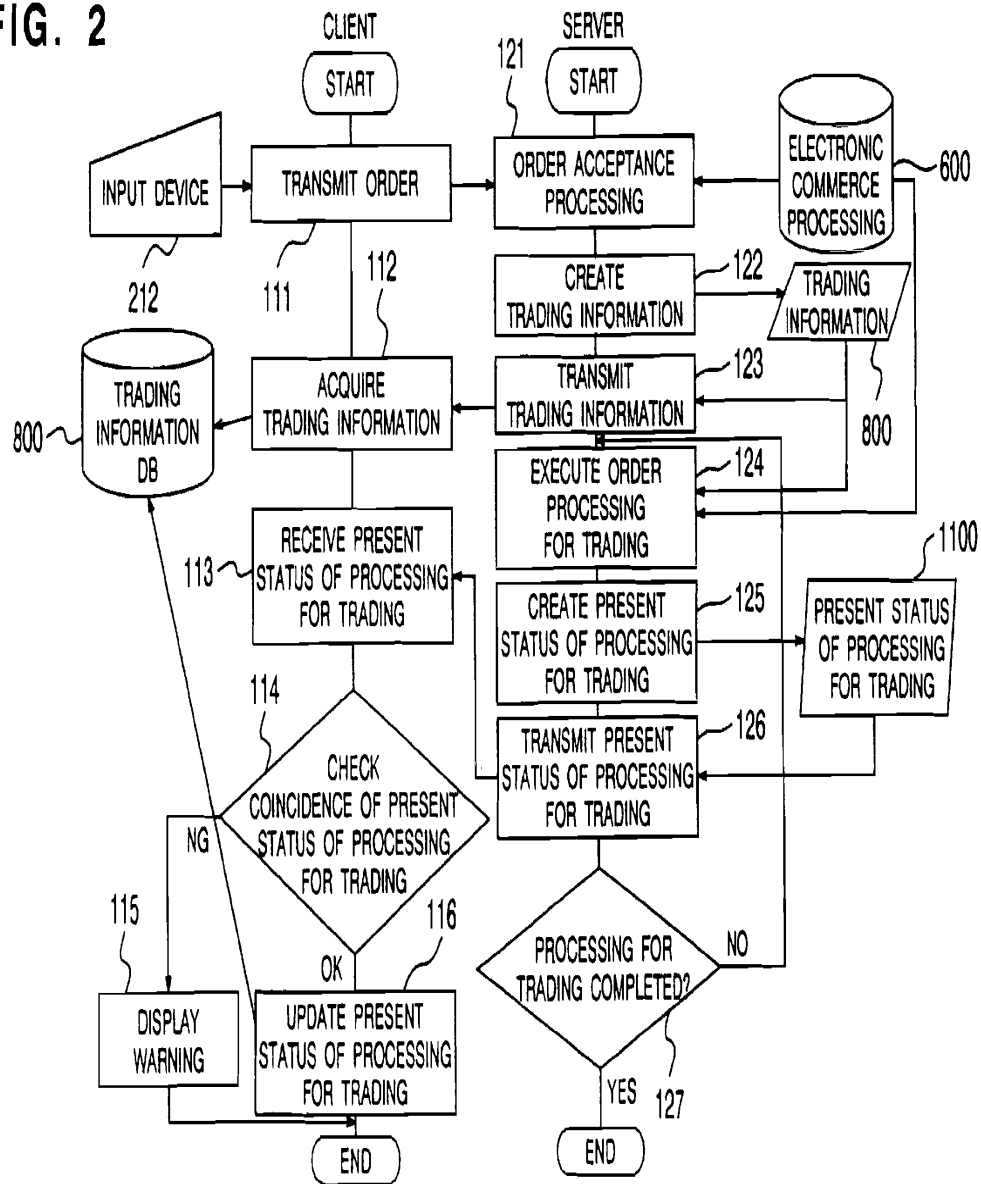 FIG. 2
CLIENT
SERVER
START
START
121
INPUT DEVICE
TRANSMIT ORDER
ORDER ACCEPTANCE
PROCESSING
ELECTRONIC
COMMERCE
PROCESSING
600
212
111
112
CREATE
TRADING INFORMATION
122
TRADING
INFORMATION
800
TRADING
INFORMATION
DB
800
ACQUIRE
TRADING INFORMATION
TRANSMIT
TRADING INFORMATION
123
EXECUTE ORDER
PROCESSING
FOR TRADING
124
RECEIVE PRESENT
STATUS OF PROCESSING
FOR TRADING
113
CREATE PRESENT
STATUS OF PROCESSING
FOR TRADING
125
1100
PRESENT STATUS
OF PROCESSING
FOR TRADING
114
CHECK
COINCIDENCE OF PRESENT
STATUS OF PROCESSING
FOR TRADING
NG
OK
TRANSMIT PRESENT
STATUS OF PROCESSING
FOR TRADING
126
115
DISPLAY
WARNING
116
UPDATE PRESENT
STATUS OF PROCESSING
FOR TRADING
PROCESSING FOR
TRADING COMPLETED?
NO
YES
127
END
END